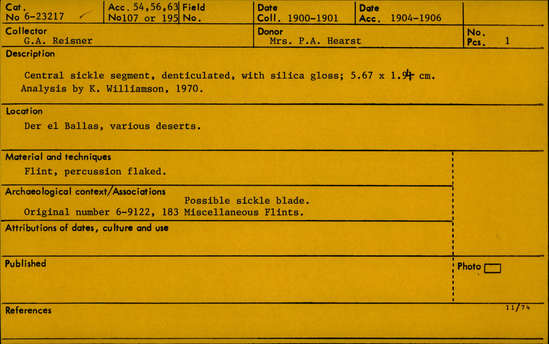 Cat. No 6-23217 ✓ Acc. 54,56,63 No107 or 195 Field No. Date Coll. 1900-1901 Date Acc. 1904-1906
Collector G.A. Reisner Donor Mrs. P.A. Hearst No. Pcs. 1
Description
Central sickle segment, denticulated, with silica gloss; 5.67 x 1.94 cm.
Analysis by K. Williamson, 1970.
Location
Der el Ballas, various deserts.
Material and techniques
Flint, percussion flaked.
Archaeological context/Associations
Possible sickle blade.
Original number 6-9122, 183 Miscellaneous Flints.
Attributions of dates, culture and use
Published
Photo
References
11/74